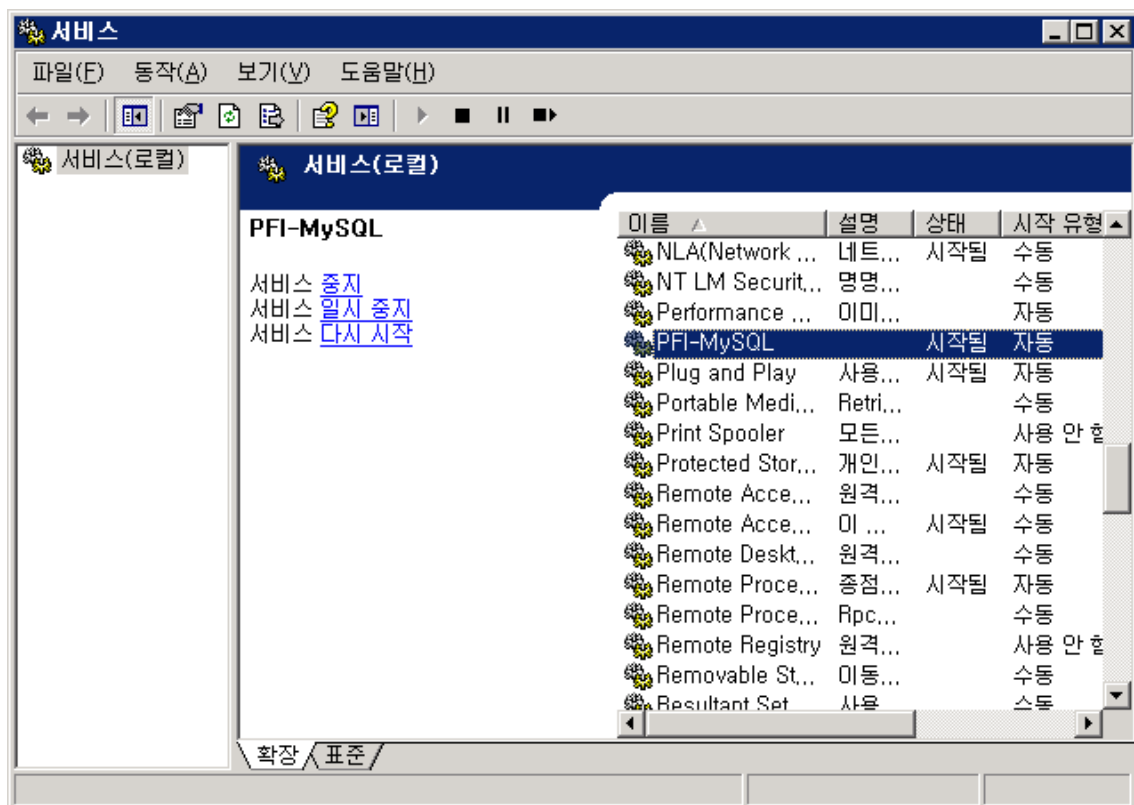 서비스
파일(F) 동작(A) 보기(V) 도움말(H)
서비스(로컬)
서비스(로컬)
PFI-MySQL
서비스 중지
서비스 일시 중지
서비스 다시 시작
이름 설명 상태 시작 유형
NLA(Network ... 네트... 시작됨 수동
NT LM Securit... 명명... 수동
Performance ... 이미... 자동
PFI-MySQL 시작됨 자동
Plug and Play 사용... 시작됨 자동
Portable Medi... Retri... 수동
Print Spooler 모든... 사용 안 함
Protected Stor... 개인... 시작됨 자동
Remote Acce... 원격... 수동
Remote Acce... 이 ... 시작됨 수동
Remote Deskt... 원격... 수동
Remote Proce... 종점... 시작됨 자동
Remote Proce... Rpc... 수동
Remote Registry 원격... 사용 안 함
Removable St... 이동... 수동
Resultant Set 사용 수동
확장 표준